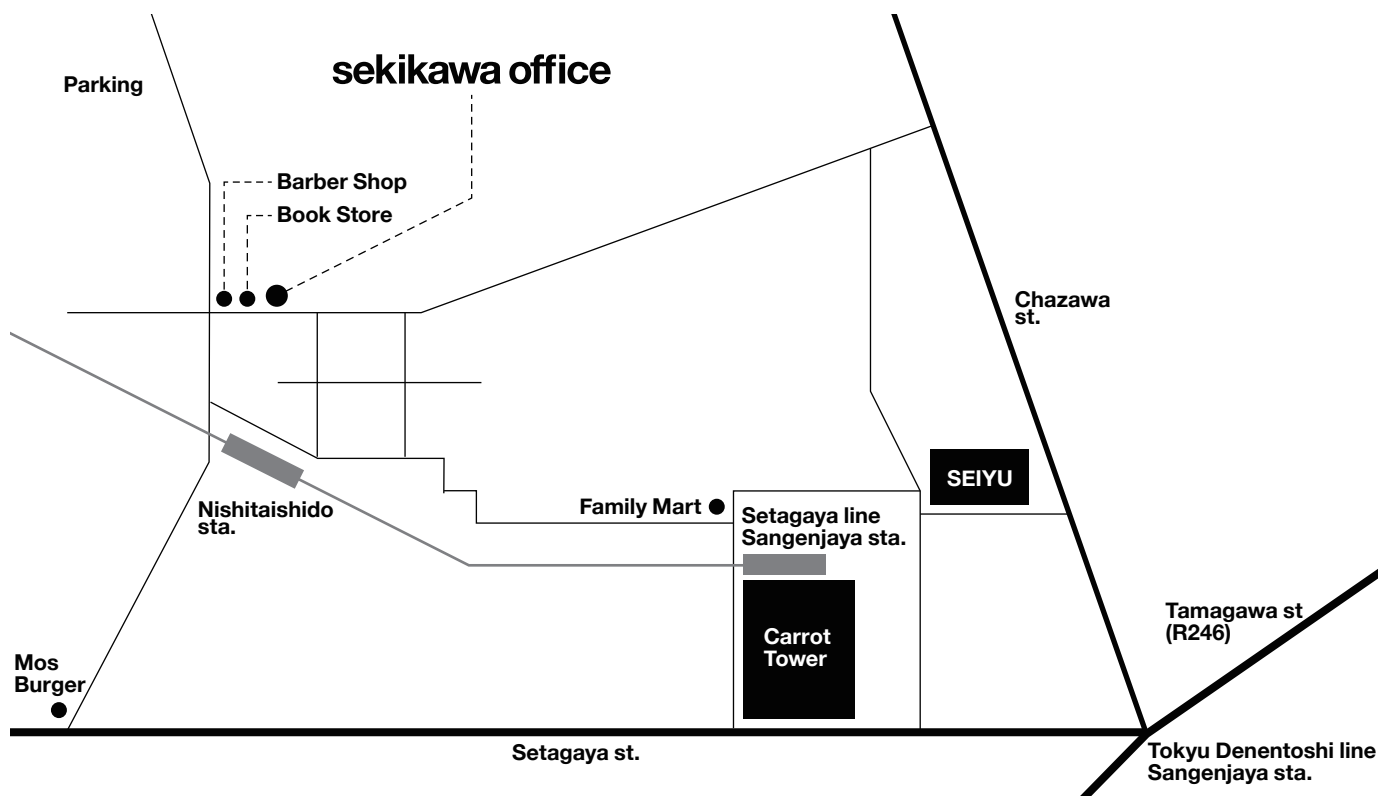 sekikawa office
Parking
Barber Shop
Book Store
Chazawa
st.
SEIYU
Family Mart
Nishitaishido
sta.
Setagaya line
Sangenjaya sta.
Carrot
Tower
Tamagawa st
(R246)
Mos
Burger
Setagaya st.
Tokyu Denentoshi line
Sangenjaya sta.